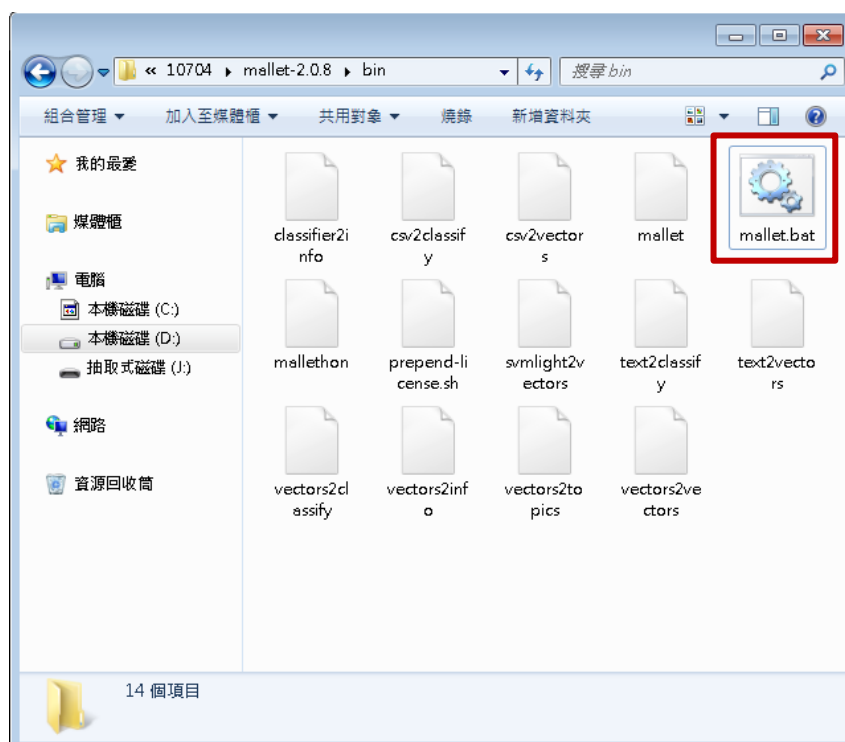 « 10704 ▸ mallet-2.0.8 ▸ bin
搜尋 bin
組合管理 ▼ 加入至媒體櫃 ▼ 共用對象 ▼ 燒錄 新增資料夾
我的最愛
媒體櫃
電腦
本機磁碟 (C:)
本機磁碟 (D:)
抽取式磁碟 (J:)
網路
資源回收筒
classifier2i
nfo
csv2classif
y
csv2vector
s
mallet
mallet.bat
mallethon
prepend-li
cense.sh
svmlight2v
ectors
text2classif
y
text2vecto
rs
vectors2cl
assify
vectors2inf
o
vectors2to
pics
vectors2ve
ctors
14 個項目